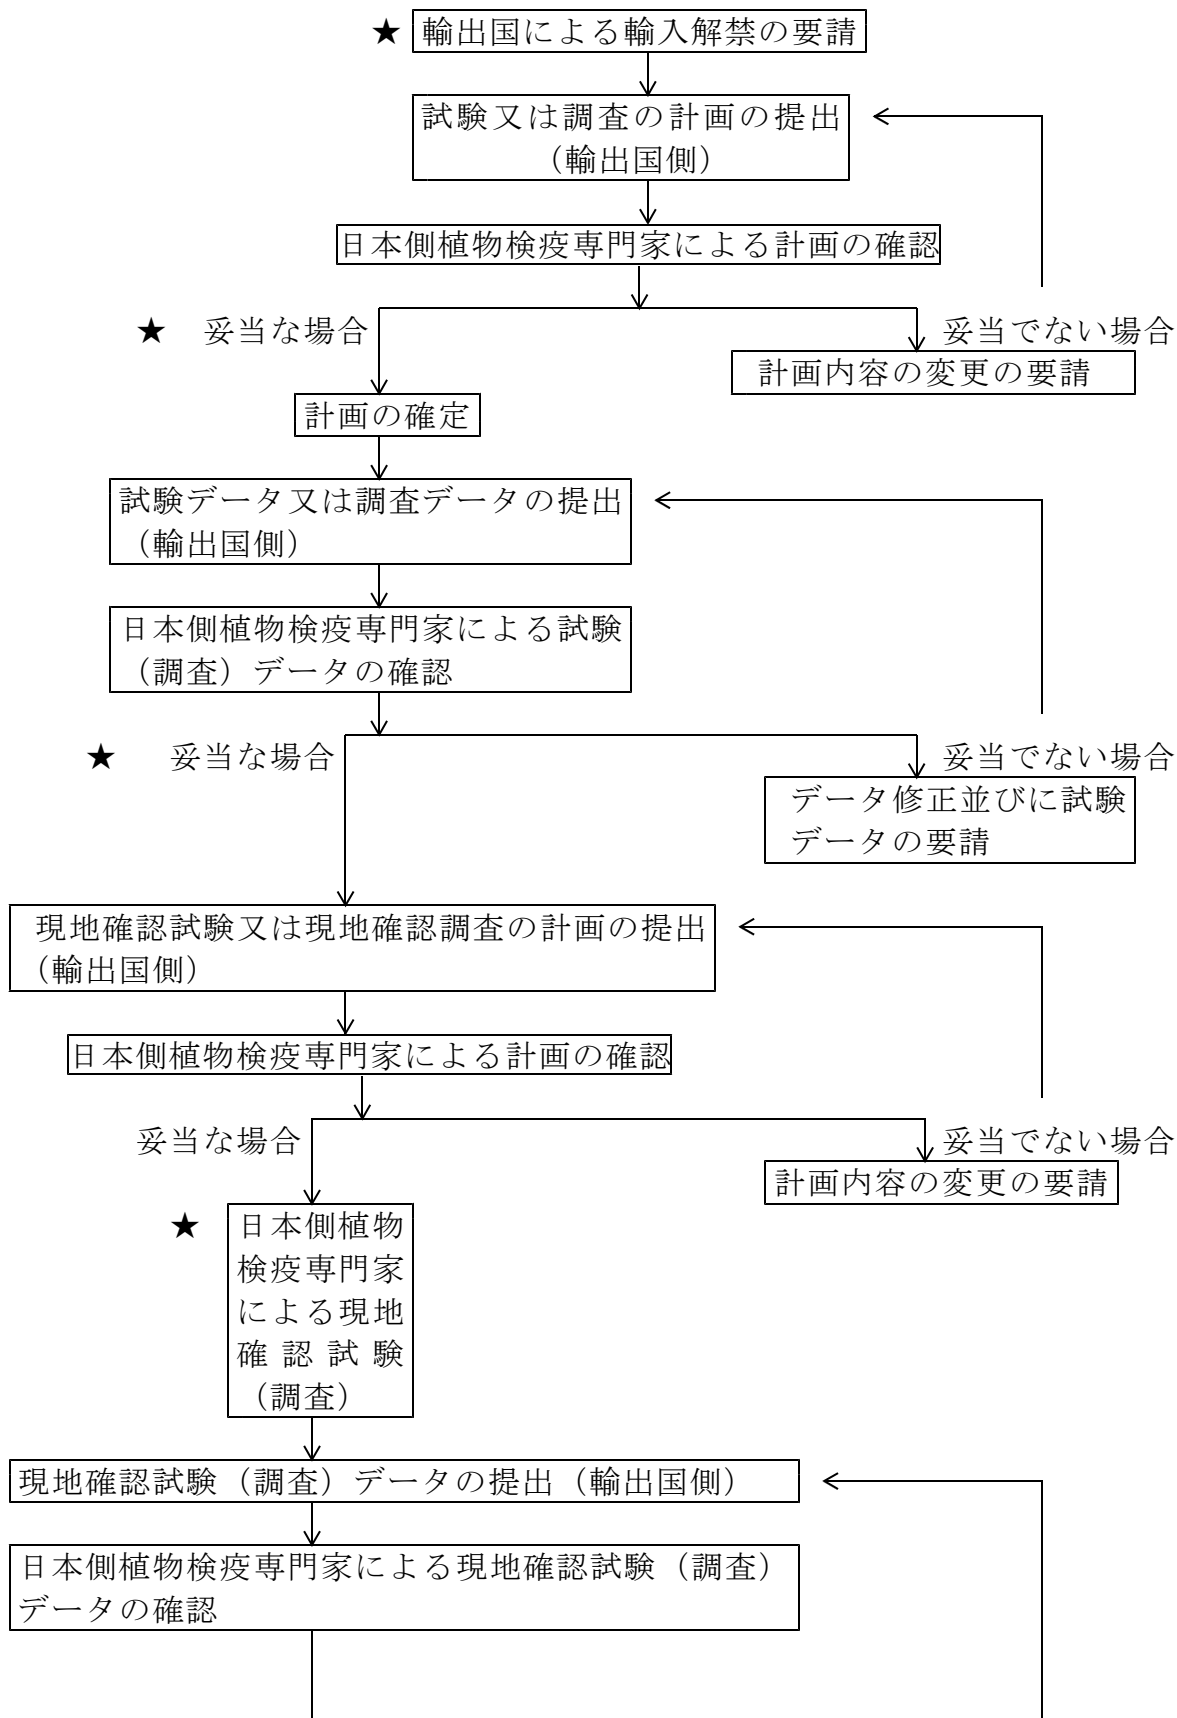 ★ 輸出国による輸入解禁の要請
試験又は調査の計画の提出
（輸出国側）
日本側植物検疫専門家による計画の確認
★ 妥当な場合
妥当でない場合
計画内容の変更の要請
計画の確定
試験データ又は調査データの提出
（輸出国側）
日本側植物検疫専門家による試験
（調査）データの確認
★ 妥当な場合
妥当でない場合
データ修正並びに試験
データの要請
現地確認試験又は現地確認調査の計画の提出
（輸出国側）
日本側植物検疫専門家による計画の確認
妥当な場合
妥当でない場合
計画内容の変更の要請
★ 日本側植物
検疫専門家
による現地
確認試験
（調査）
現地確認試験（調査）データの提出（輸出国側）
日本側植物検疫専門家による現地確認試験（調査）
データの確認